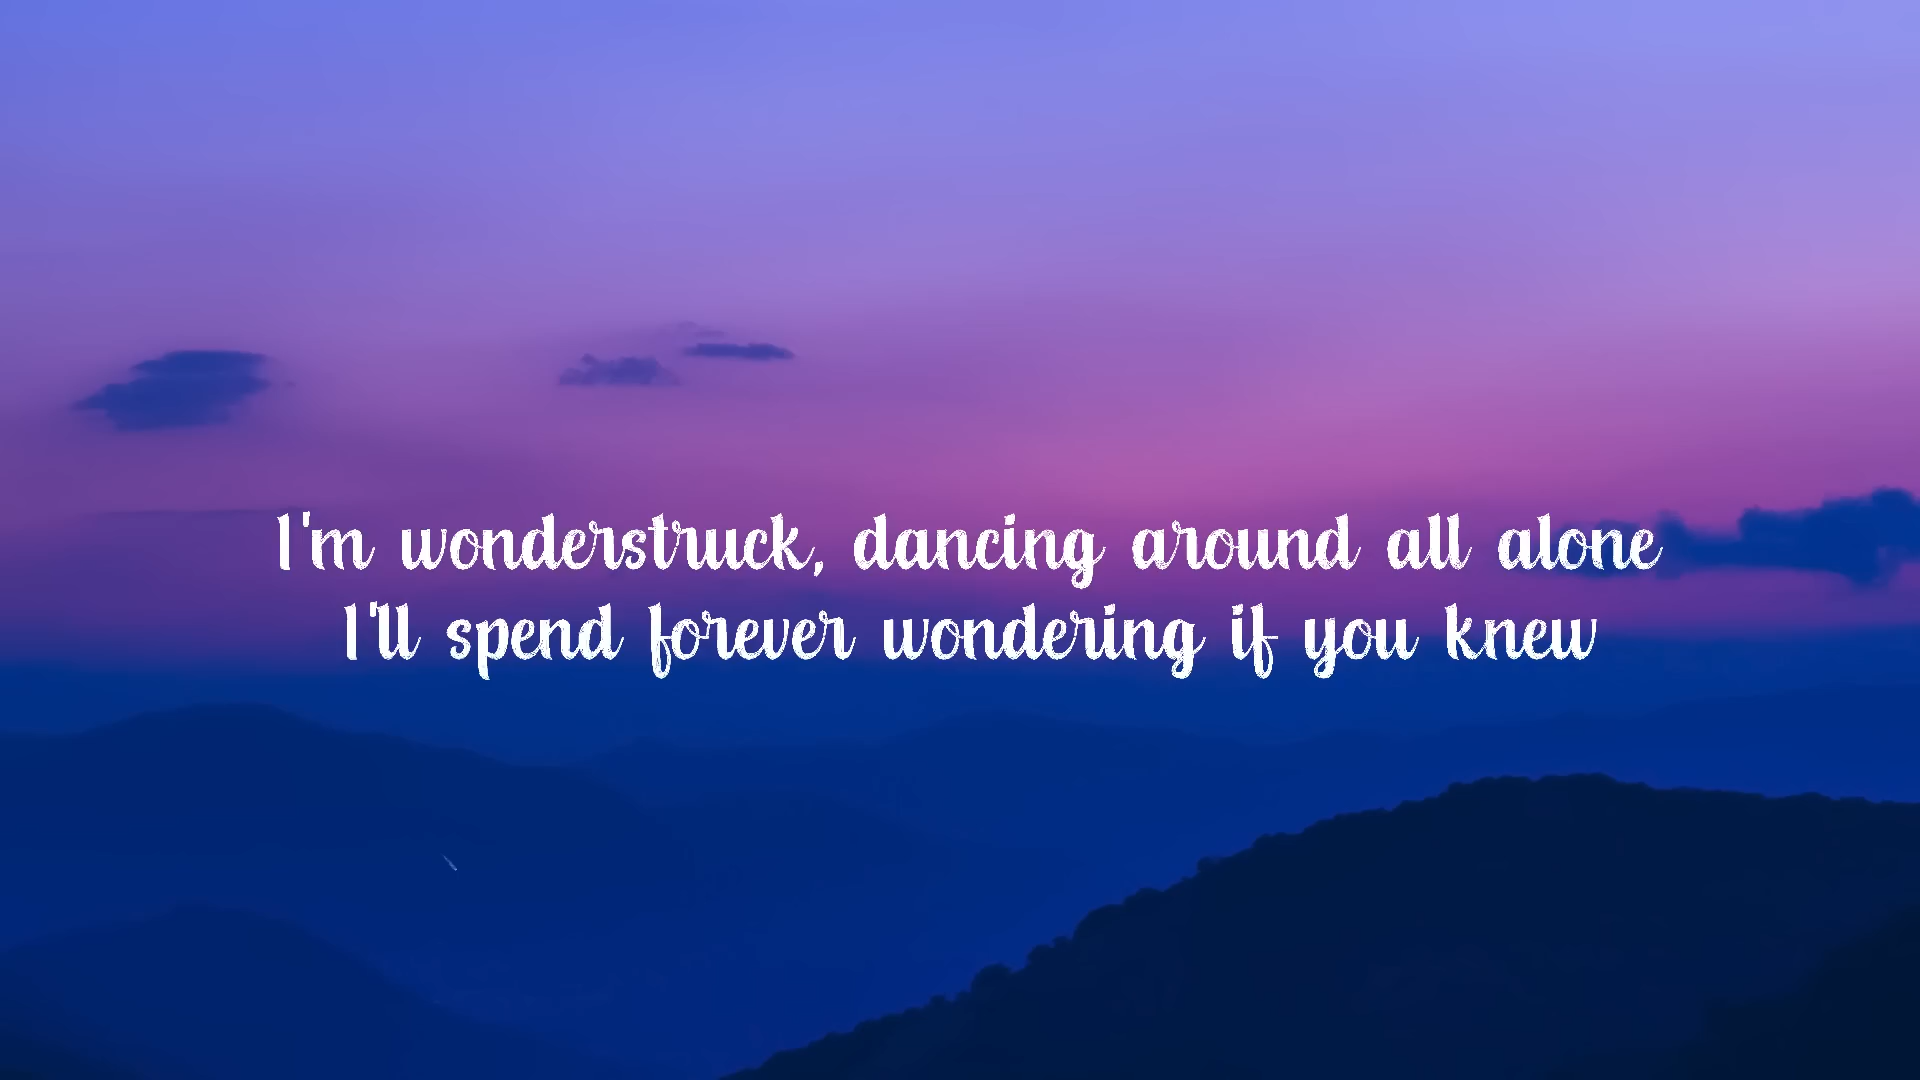 I'm wonderstruck, dancing around all alone
I'll spend forever wondering if you knew